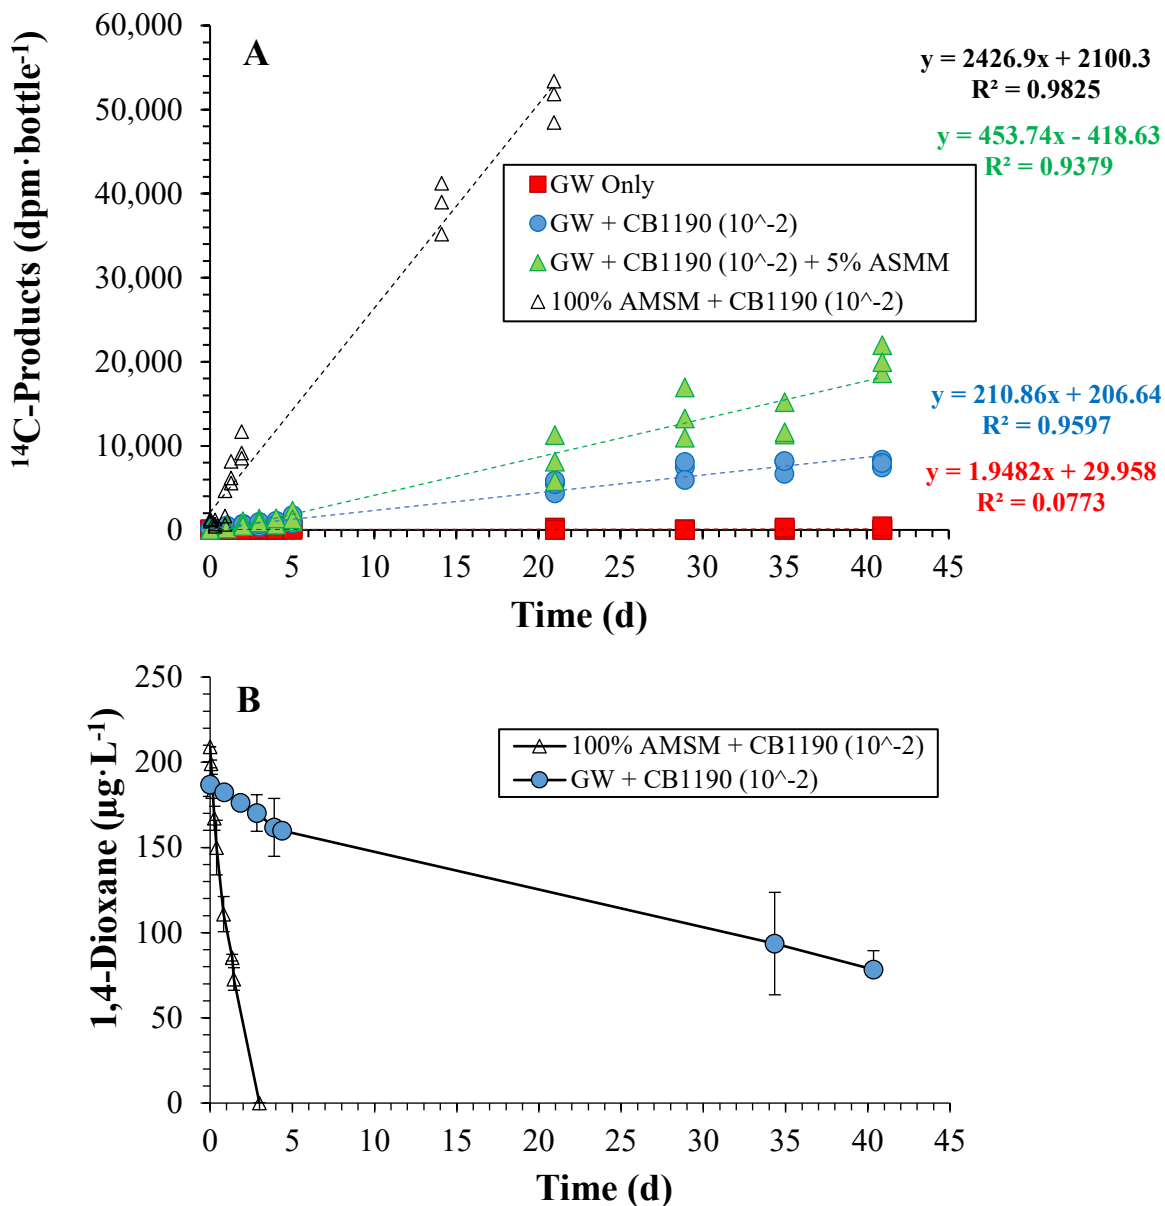 A
¹⁴C-Products (dpm·bottle⁻¹)
60,000
50,000
40,000
30,000
20,000
10,000
0
y = 2426.9x + 2100.3
R² = 0.9825
y = 453.74x - 418.63
R² = 0.9379
GW Only
GW + CB1190 (10^-2)
GW + CB1190 (10^-2) + 5% ASMM
100% AMSM + CB1190 (10^-2)
y = 210.86x + 206.64
R² = 0.9597
y = 1.9482x + 29.958
R² = 0.0773
0 5 10 15 20 25 30 35 40 45
Time (d)
B
1,4-Dioxane (µg·L⁻¹)
250
200
150
100
50
0
100% AMSM + CB1190 (10^-2)
GW + CB1190 (10^-2)
0 5 10 15 20 25 30 35 40 45
Time (d)